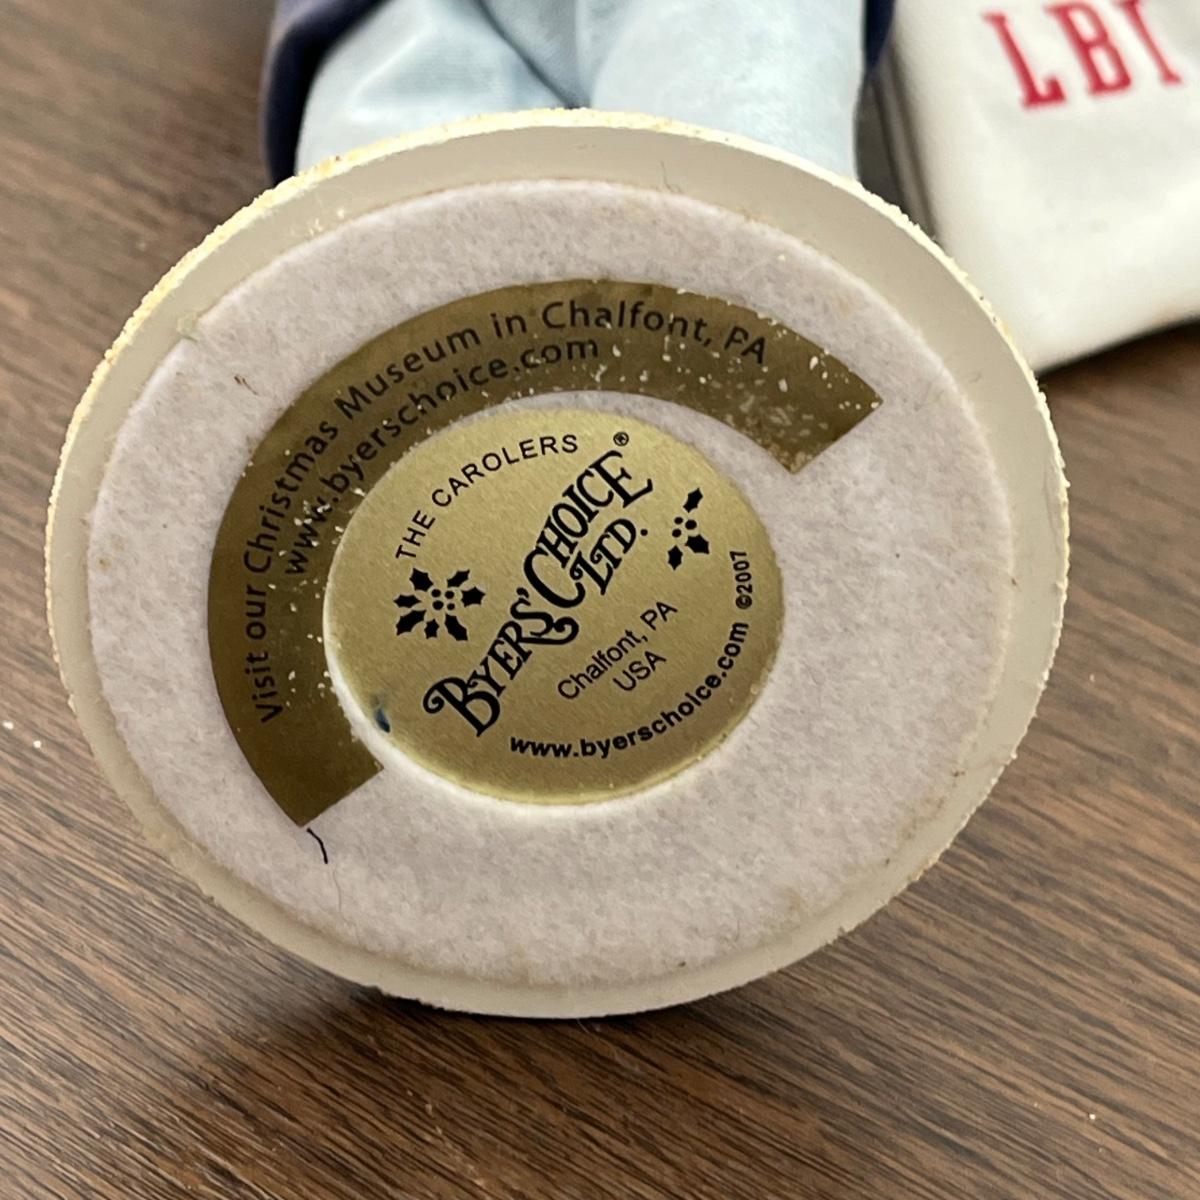 LBI
Visit our Christmas Museum in Chalfont, PA
www.byerschoice.com
THE CAROLERS ®
BYERS' CHOICE
LTD.
Chalfont, PA
USA
www.byerschoice.com ©2007